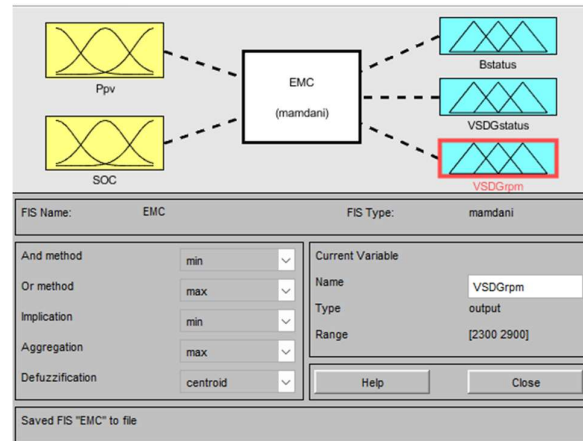 Ppv
SOC
EMC
(mamdani)
Bstatus
VSDGstatus
VSDGrpm
FIS Name: EMC FIS Type: mamdani
And method min
Or method max
Implication min
Aggregation max
Defuzzification centroid
Current Variable
Name VSDGrpm
Type output
Range [2300 2900]
Help Close
Saved FIS "EMC" to file